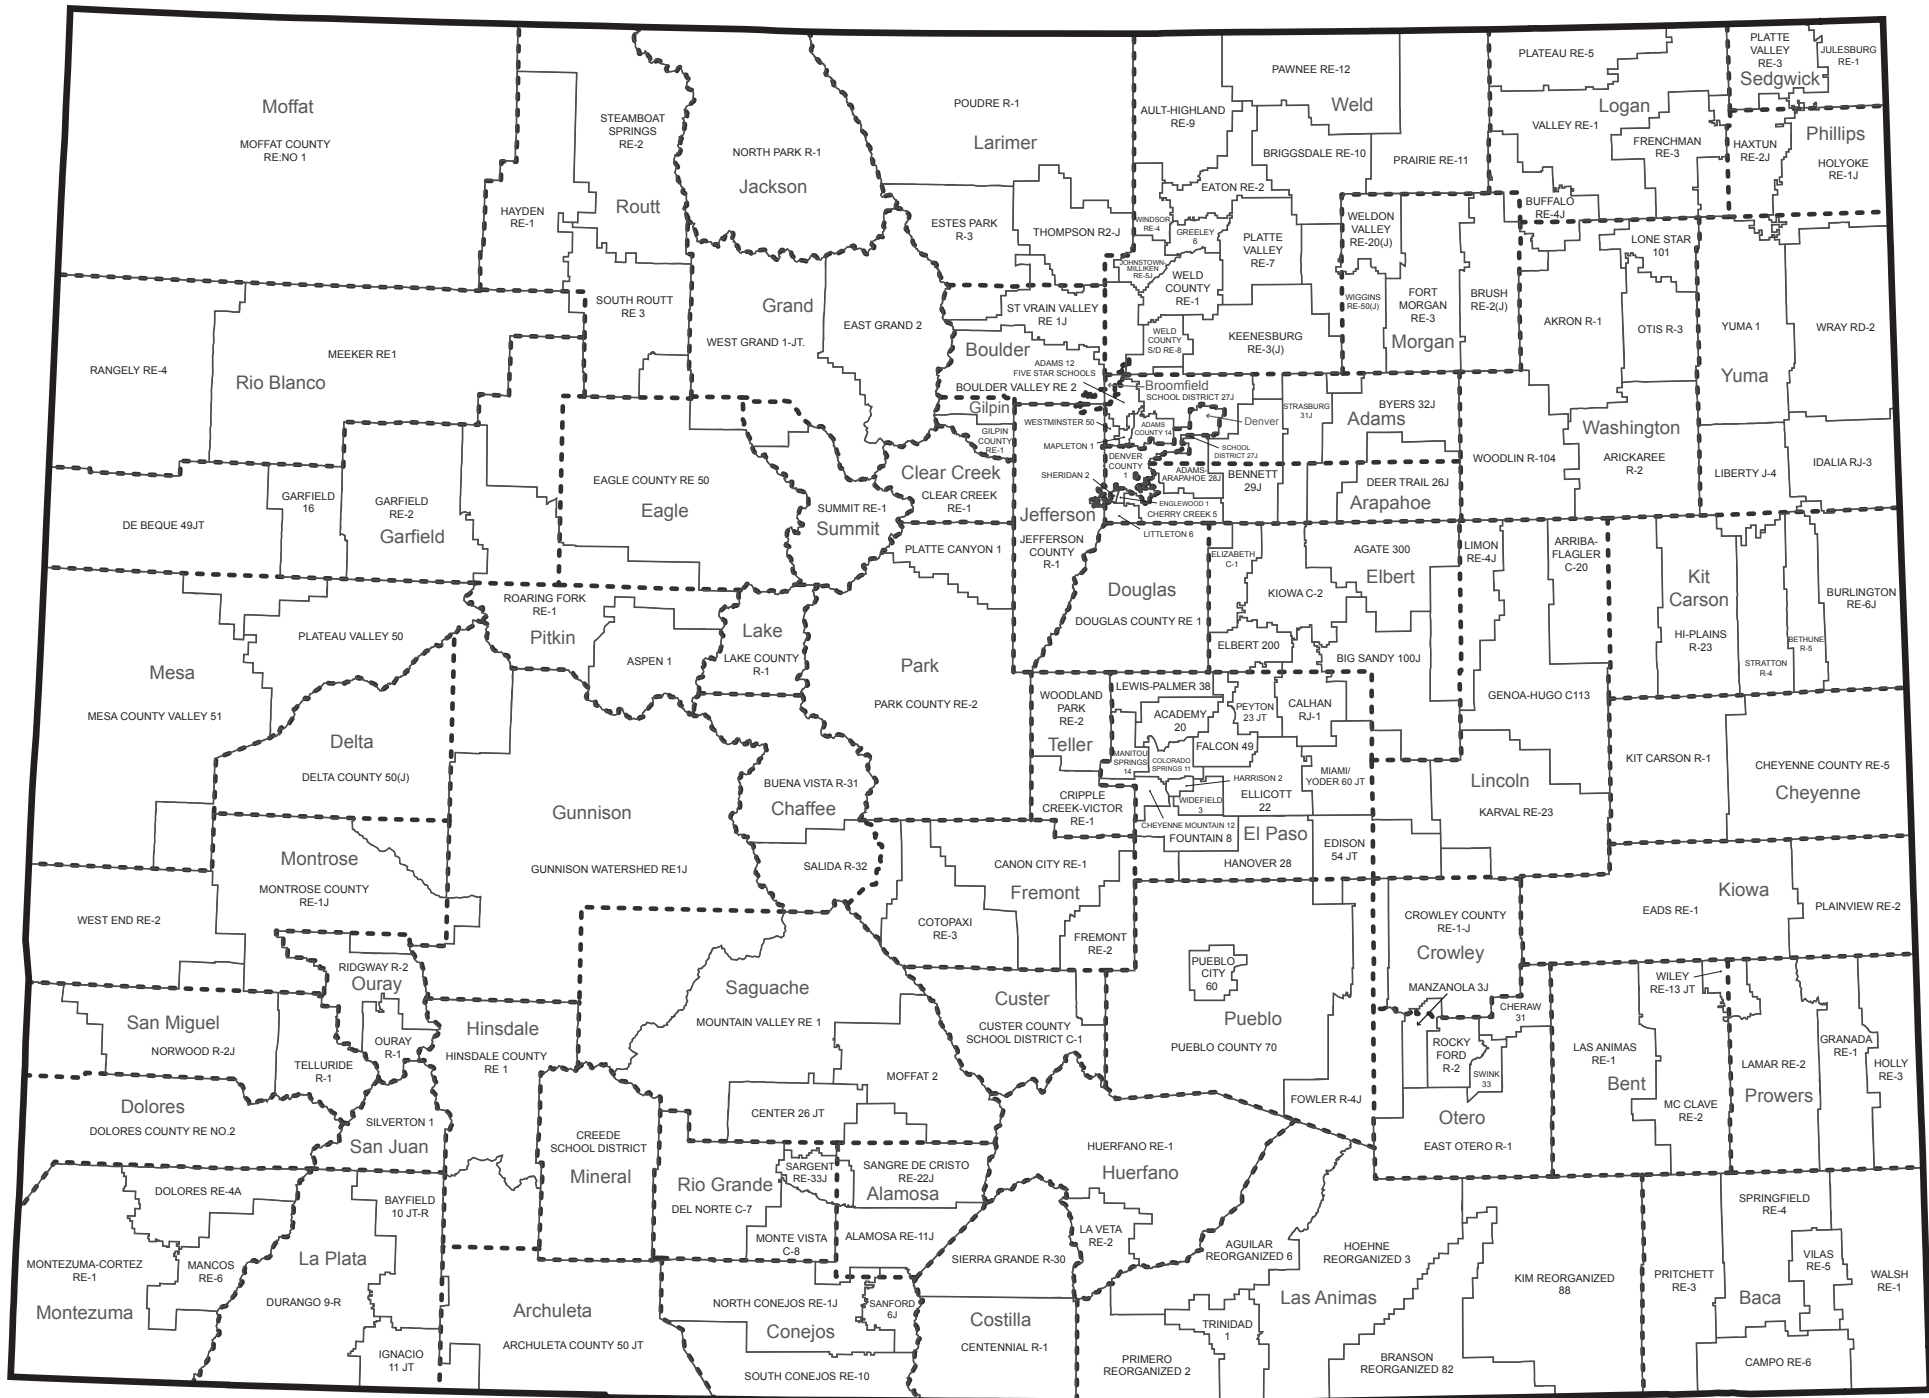 Moffat
MOFFAT COUNTY
RE:NO 1
HAYDEN
RE-1
STEAMBOAT
SPRINGS
RE-2
Routt
SOUTH ROUTT
RE 3
NORTH PARK R-1
Jackson
POUDRE R-1
Larimer
ESTES PARK
R-3
THOMPSON R2-J
AULT-HIGHLAND
RE-9
PAWNEE RE-12
Weld
BRIGGSDALE RE-10
PRAIRIE RE-11
EATON RE-2
WINDSOR
RE-4
GREELEY
6
PLATTE
VALLEY
RE-7
JOHNSTOWN-
MILLIKEN
RE-5J
WELD
COUNTY
RE-1
WELD
COUNTY
S/D RE-8
KEENESBURG
RE-3(J)
PLATEAU RE-5
Logan
VALLEY RE-1
FRENCHMAN
RE-3
BUFFALO
RE-4J
PLATTE
VALLEY
RE-3
JULESBURG
RE-1
Sedgwick
Phillips
HAXTUN
RE-2J
HOLYOKE
RE-1J
WELDON
VALLEY
RE-20(J)
WIGGINS
RE-50(J)
FORT
MORGAN
RE-3
BRUSH
RE-2(J)
Morgan
LONE STAR
101
AKRON R-1
OTIS R-3
Washington
ARICKAREE
R-2
WOODLIN R-104
YUMA 1
WRAY RD-2
Yuma
LIBERTY J-4
IDALIA RJ-3
RANGELY RE-4
MEEKER RE1
Rio Blanco
Grand
WEST GRAND 1-JT.
EAST GRAND 2
ST VRAIN VALLEY
RE 1J
Boulder
ADAMS 12
FIVE STAR SCHOOLS
BOULDER VALLEY RE 2
Broomfield
SCHOOL DISTRICT 27J
Gilpin
GILPIN
COUNTY
RE-1
WESTMINSTER 50
MAPLETON 1
ADAMS
COUNTY 14
Denver
SCHOOL
DISTRICT 27J
STRASBURG
31J
BYERS 32J
Adams
DENVER
COUNTY
1
SHERIDAN 2
ADAMS-
ARAPAHOE 28J
BENNETT
29J
DEER TRAIL 26J
Arapahoe
ENGLEWOOD 1
CHERRY CREEK 5
LITTLETON 6
Clear Creek
CLEAR CREEK
RE-1
Jefferson
JEFFERSON
COUNTY
R-1
DE BEQUE 49JT
GARFIELD
16
GARFIELD
RE-2
Garfield
EAGLE COUNTY RE 50
Eagle
SUMMIT RE-1
Summit
PLATTE CANYON 1
Park
PARK COUNTY RE-2
Douglas
DOUGLAS COUNTY RE 1
ELIZABETH
C-1
KIOWA C-2
AGATE 300
Elbert
ELBERT 200
BIG SANDY 100J
LIMON
RE-4J
ARRIBA-
FLAGLER
C-20
GENOA-HUGO C113
Lincoln
KARVAL RE-23
Kit
Carson
HI-PLAINS
R-23
STRATTON
R-4
BETHUNE
R-5
BURLINGTON
RE-6J
KIT CARSON R-1
CHEYENNE COUNTY RE-5
Cheyenne
Mesa
MESA COUNTY VALLEY 51
PLATEAU VALLEY 50
ROARING FORK
RE-1
Pitkin
ASPEN 1
Lake
LAKE COUNTY
R-1
Delta
DELTA COUNTY 50(J)
Gunnison
GUNNISON WATERSHED RE1J
BUENA VISTA R-31
Chaffee
SALIDA R-32
WOODLAND
PARK
RE-2
Teller
CRIPPLE
CREEK-VICTOR
RE-1
LEWIS-PALMER 38
ACADEMY
20
PEYTON
23 JT
CALHAN
RJ-1
FALCON 49
MANITOU
SPRINGS
14
COLORADO
SPRINGS 11
HARRISON 2
WIDEFIELD
3
ELLICOTT
22
MIAMI/
YODER 60 JT
CHEYENNE MOUNTAIN 12
FOUNTAIN 8
El Paso
EDISON
54 JT
HANOVER 28
Montrose
MONTROSE COUNTY
RE-1J
WEST END RE-2
CANON CITY RE-1
Fremont
COTOPAXI
RE-3
FREMONT
RE-2
Kiowa
EADS RE-1
PLAINVIEW RE-2
CROWLEY COUNTY
RE-1-J
Crowley
PUEBLO
CITY
60
Pueblo
PUEBLO COUNTY 70
MANZANOLA 3J
CHERAW
31
ROCKY
FORD
R-2
SWINK
33
FOWLER R-4J
Otero
EAST OTERO R-1
WILEY
RE-13 JT
LAS ANIMAS
RE-1
Bent
MC CLAVE
RE-2
LAMAR RE-2
Prowers
GRANADA
RE-1
HOLLY
RE-3
RIDGWAY R-2
Ouray
OURAY
R-1
San Miguel
NORWOOD R-2J
TELLURIDE
R-1
Hinsdale
HINSDALE COUNTY
RE 1
Saguache
MOUNTAIN VALLEY RE 1
MOFFAT 2
CENTER 26 JT
Custer
CUSTER COUNTY
SCHOOL DISTRICT C-1
Dolores
DOLORES COUNTY RE NO.2
SILVERTON 1
San Juan
CREEDE
SCHOOL DISTRICT
Mineral
Rio Grande
DEL NORTE C-7
SARGENT
RE-33J
MONTE VISTA
C-8
SANGRE DE CRISTO
RE-22J
Alamosa
ALAMOSA RE-11J
HUERFANO RE-1
Huerfano
LA VETA
RE-2
DOLORES RE-4A
MONTEZUMA-CORTEZ
RE-1
MANCOS
RE-6
Montezuma
BAYFIELD
10 JT-R
La Plata
DURANGO 9-R
IGNACIO
11 JT
Archuleta
ARCHULETA COUNTY 50 JT
NORTH CONEJOS RE-1J
SANFORD
6J
Conejos
SOUTH CONEJOS RE-10
SIERRA GRANDE R-30
Costilla
CENTENNIAL R-1
AGUILAR
REORGANIZED 6
HOEHNE
REORGANIZED 3
Las Animas
TRINIDAD
1
PRIMERO
REORGANIZED 2
BRANSON
REORGANIZED 82
KIM REORGANIZED
88
SPRINGFIELD
RE-4
PRITCHETT
RE-3
VILAS
RE-5
WALSH
RE-1
Baca
CAMPO RE-6